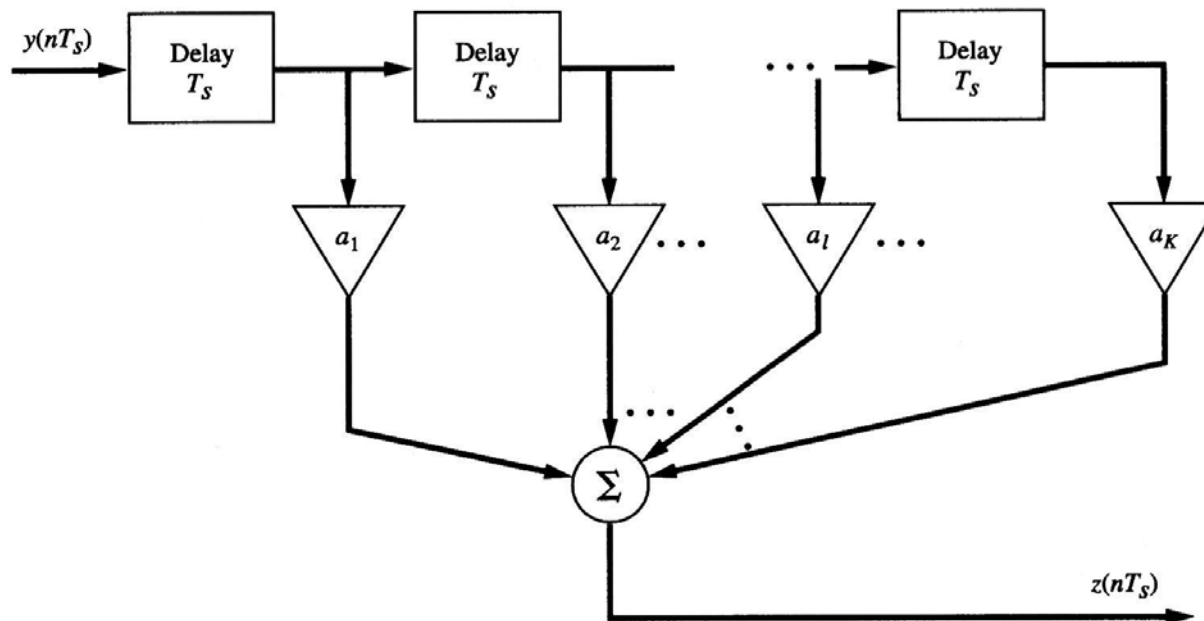 y(nT_s)
Delay
T_s
Delay
T_s
Delay
T_s
a_1
a_2
a_l
a_K
Σ
z(nT_s)